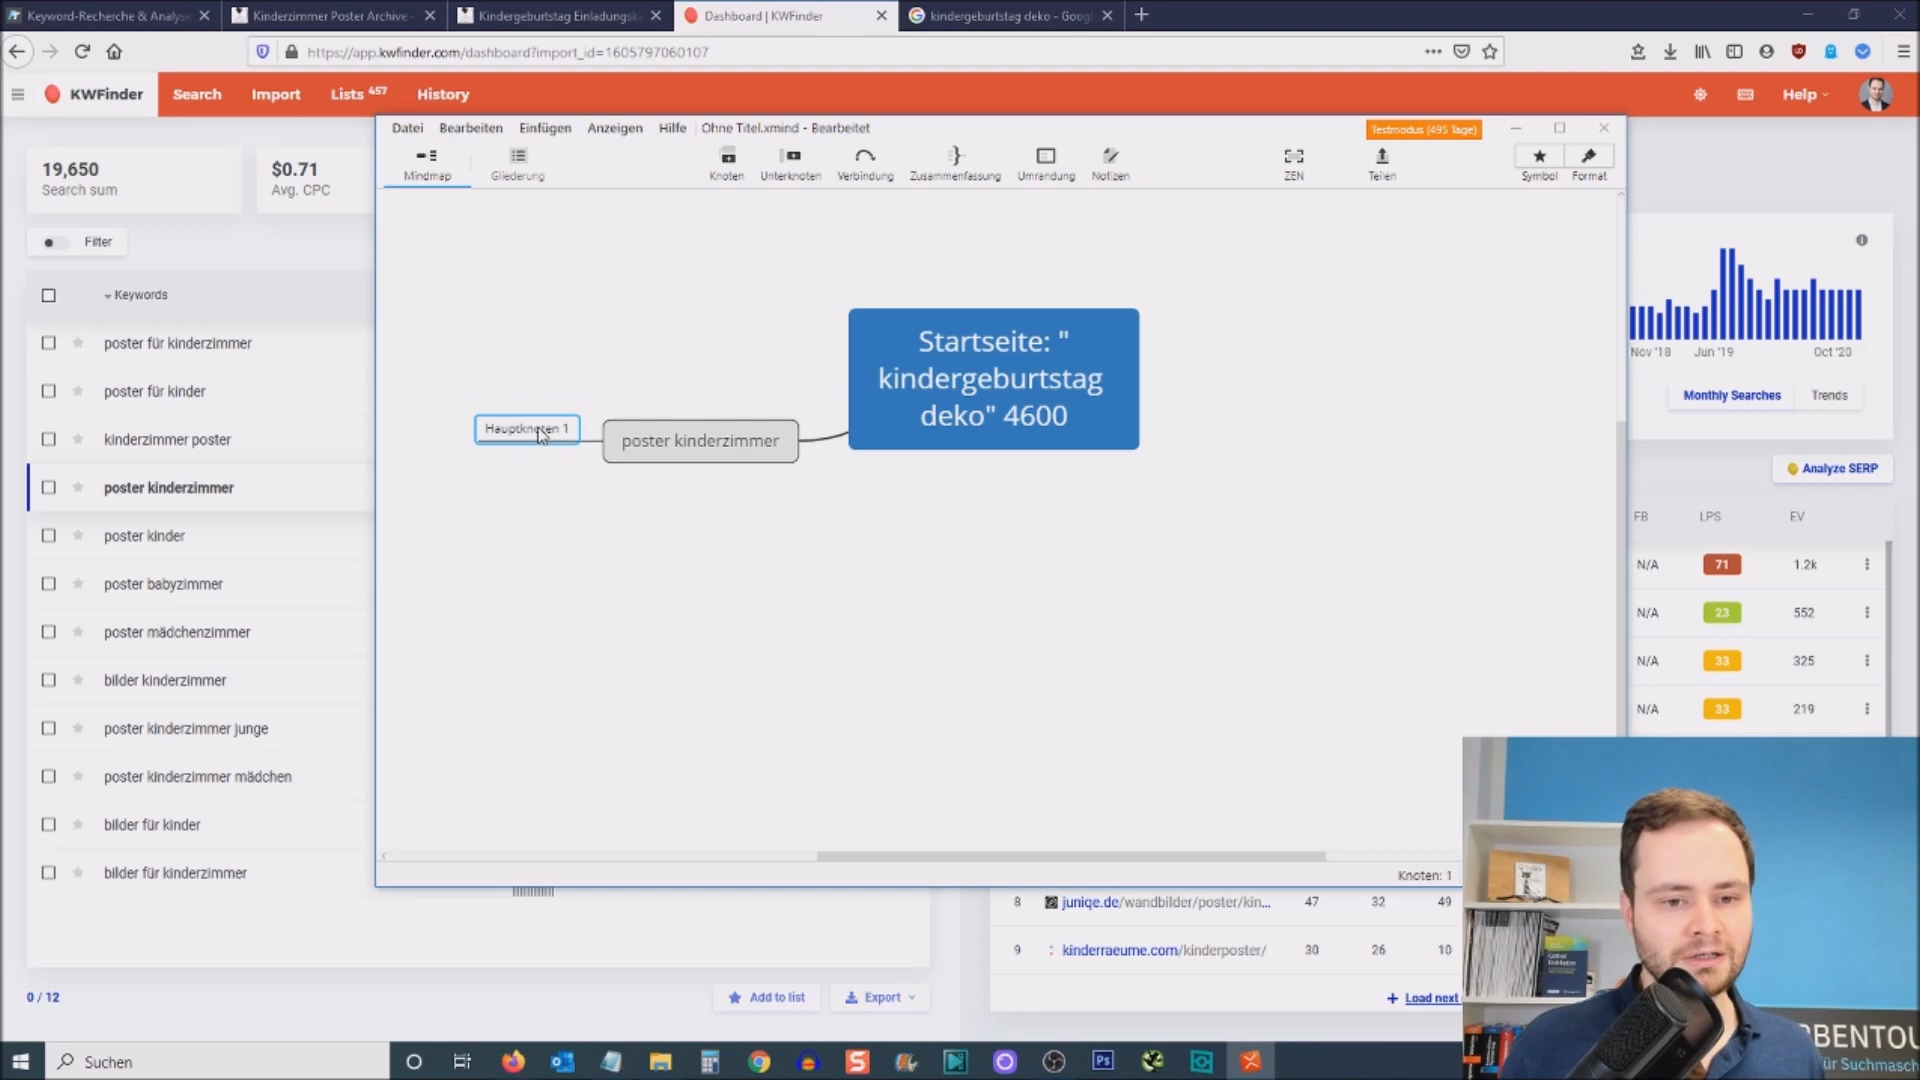 Keyword-Recherche & Analyse
Kinderzimmer Poster Archive -
Kindergeburtstag Einladungsk
Dashboard | KWFinder
kindergeburtstag deko - Goog
https://app.kwfinder.com/dashboard?import_id=1605797060107
KWFinder
Search
Import
Lists 457
History
Help
Datei Bearbeiten Einfügen Anzeigen Hilfe Ohne Titel.xmind - Bearbeitet
Testmodus (495 Tage)
Mindmap
Gliederung
Knoten
Unterknoten
Verbindung
Zusammenfassung
Umrandung
Notizen
ZEN
Teilen
Symbol
Format
19,650
Search sum
$0.71
Avg. CPC
Filter
Keywords
poster für kinderzimmer
poster für kinder
kinderzimmer poster
poster kinderzimmer
poster kinder
poster babyzimmer
poster mädchenzimmer
bilder kinderzimmer
poster kinderzimmer junge
poster kinderzimmer mädchen
bilder für kinder
bilder für kinderzimmer
0 / 12
Add to list
Export
Startseite: "
kindergeburtstag
deko" 4600
poster kinderzimmer
Hauptknoten 1
Knoten: 1
Nov '18 Jun '19 Oct '20
Monthly Searches
Trends
Analyze SERP
FB LPS EV
N/A 71 1.2k
N/A 23 552
N/A 33 325
N/A 33 219
8 juniqe.de/wandbilder/poster/kin... 47 32 49
9 kinderraeume.com/kinderposter/ 30 26 10
+ Load next
Suchen
BENTOU
ür Suchmasch